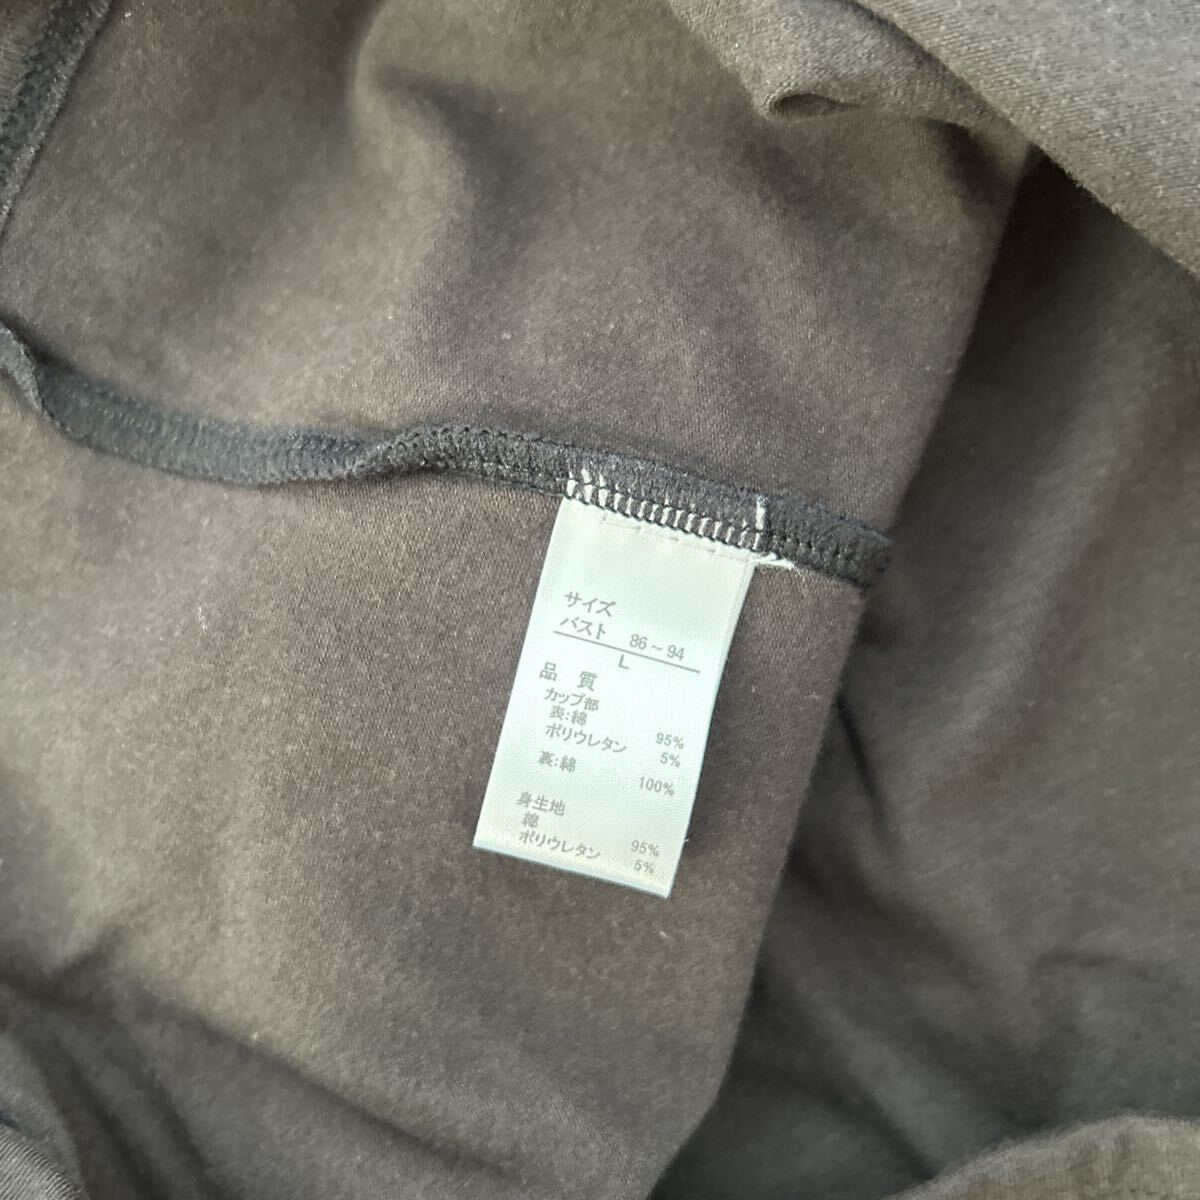 サイズ
バスト 86～94
L
品 質
カップ部
表:綿 95%
ポリウレタン 5%
裏:綿 100%
身生地
綿 95%
ポリウレタン 5%